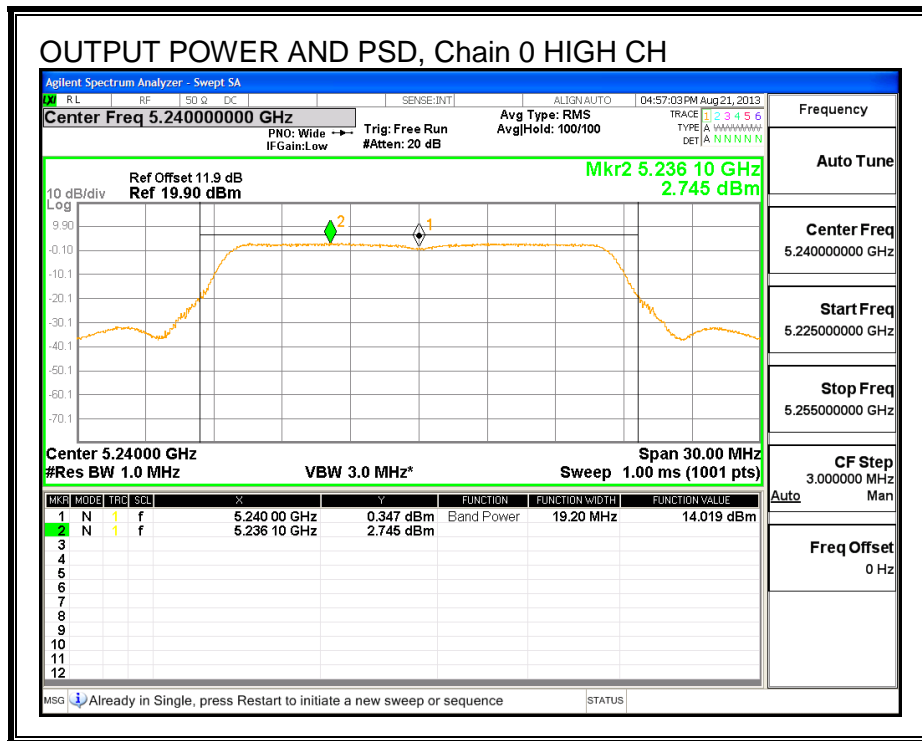 OUTPUT POWER AND PSD, Chain 0 HIGH CH
Agilent Spectrum Analyzer - Swept SA
LXI RL RF 50 Ω DC SENSE:INT ALIGN AUTO 04:57:03 PM Aug 21, 2013
Center Freq 5.240000000 GHz
PNO: Wide
IFGain:Low
Trig: Free Run
#Atten: 20 dB
Avg Type: RMS
Avg|Hold: 100/100
TRACE 1 2 3 4 5 6
TYPE A WWWWW
DET A N N N N N
Frequency
Auto Tune
Center Freq
5.240000000 GHz
Start Freq
5.225000000 GHz
Stop Freq
5.255000000 GHz
CF Step
3.000000 MHz
Auto Man
Freq Offset
0 Hz
Mkr2 5.236 10 GHz
2.745 dBm
Ref Offset 11.9 dB
10 dB/div Ref 19.90 dBm
Log
9.90
-0.10
-10.1
-20.1
-30.1
-40.1
-50.1
-60.1
-70.1
2
1
Center 5.24000 GHz Span 30.00 MHz
#Res BW 1.0 MHz VBW 3.0 MHz* Sweep 1.00 ms (1001 pts)
MKR MODE TRC SCL X Y FUNCTION FUNCTION WIDTH FUNCTION VALUE
1 N 1 f 5.240 00 GHz 0.347 dBm Band Power 19.20 MHz 14.019 dBm
2 N 1 f 5.236 10 GHz 2.745 dBm
3
4
5
6
7
8
9
10
11
12
MSG Already in Single, press Restart to initiate a new sweep or sequence STATUS